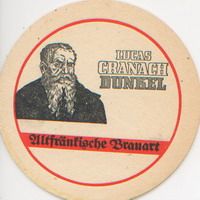 LUCAS
CRANACH
DUNKEL
Altfränkische Brauart